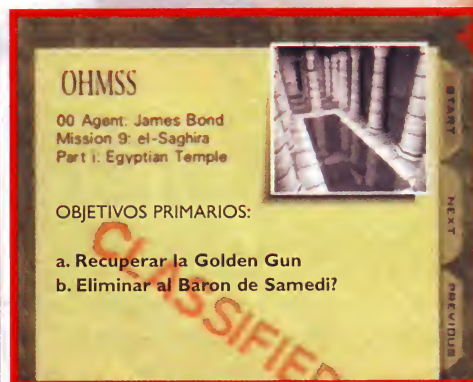 OHMSS
00 Agent: James Bond
Mission 9: el-Saghira
Part i: Egyptian Temple
OBJETIVOS PRIMARIOS:
a. Recuperar la Golden Gun
b. Eliminar al Baron de Samedi?
CLASSIFIED
START
NEXT
PREVIOUS